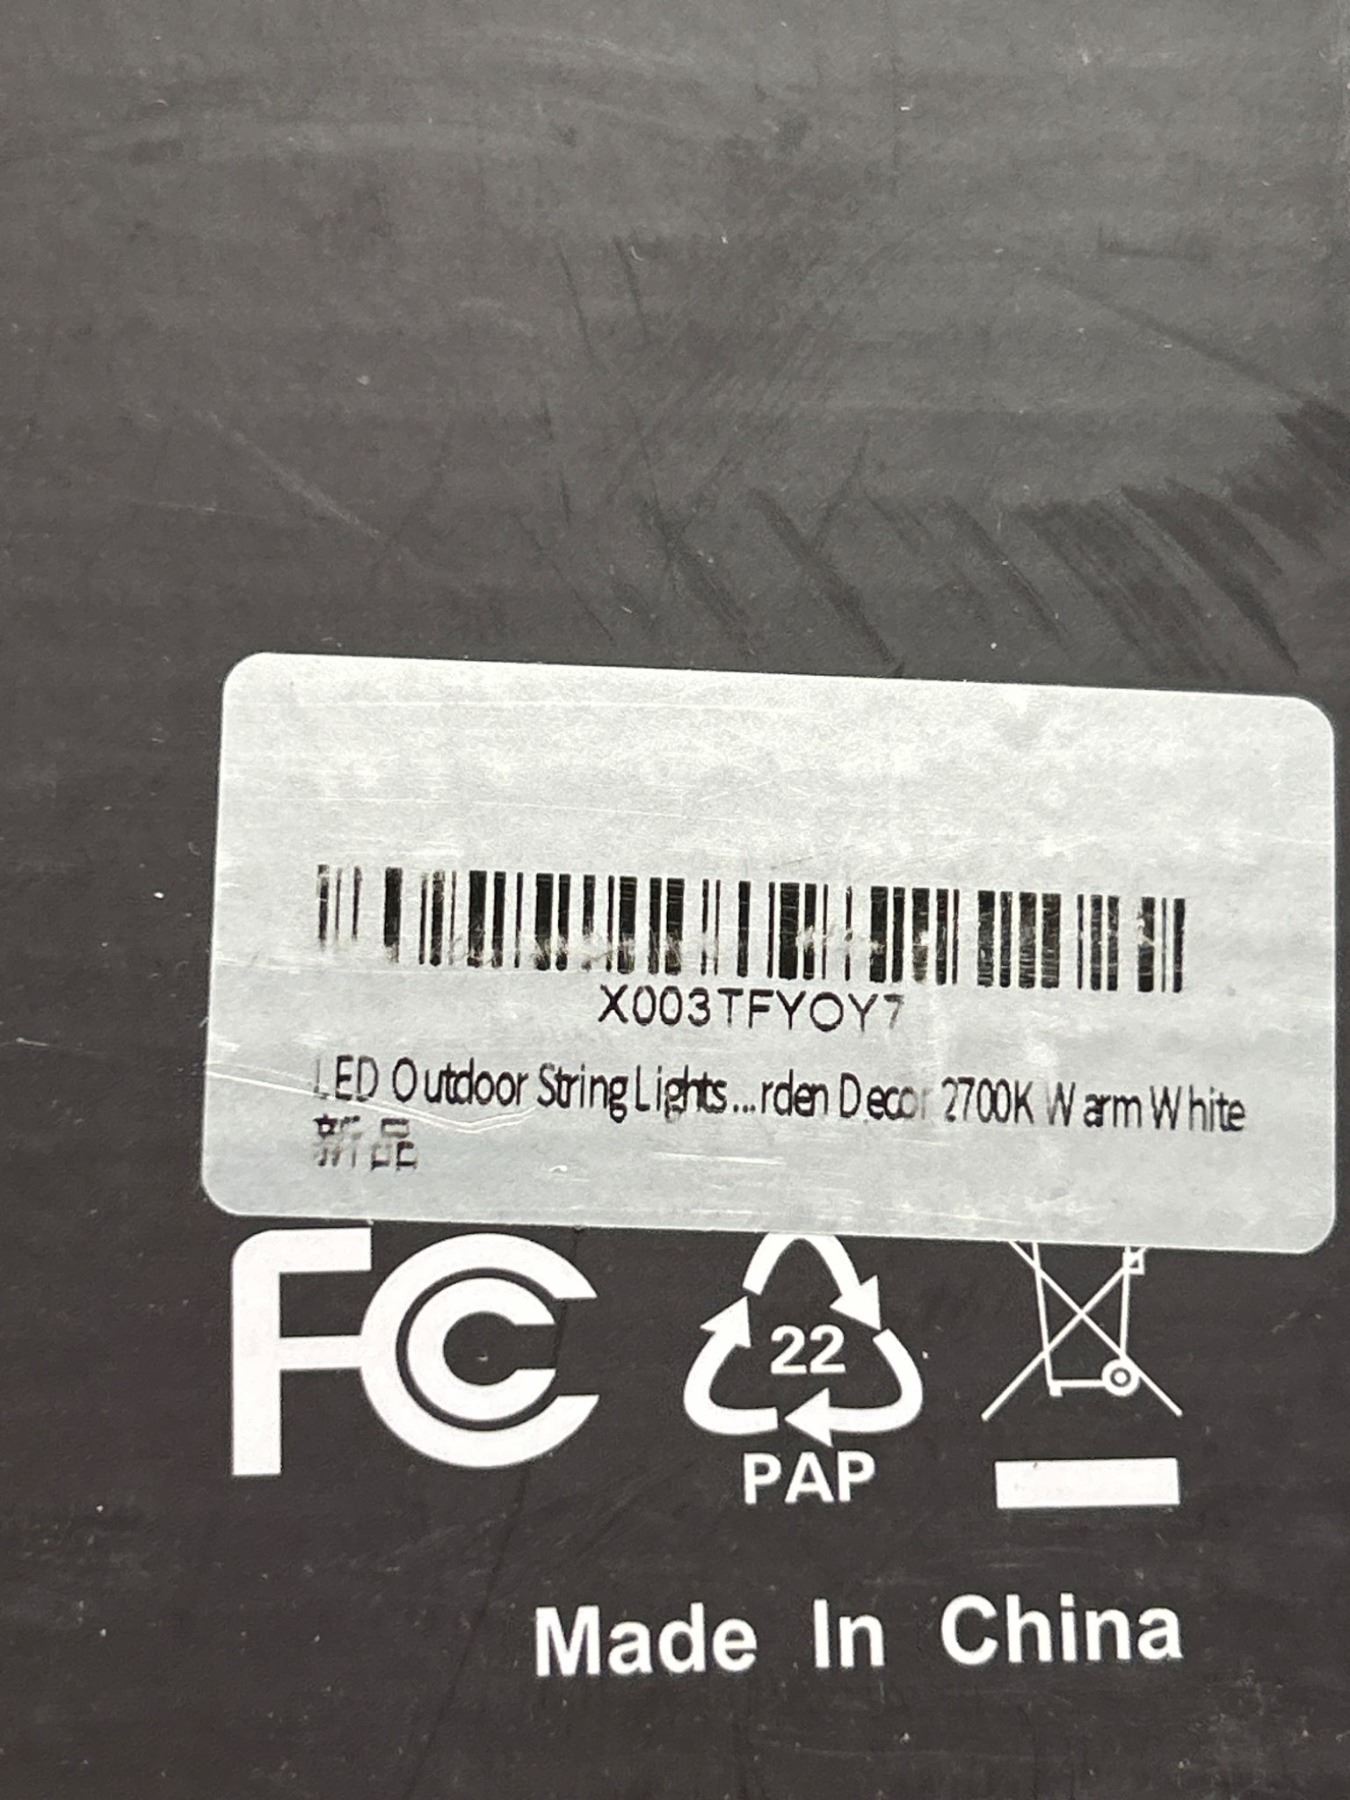 X003TFYOY7
LED Outdoor String Lights...rden Decor 2700K Warm White
新品
FC
22
PAP
Made In China